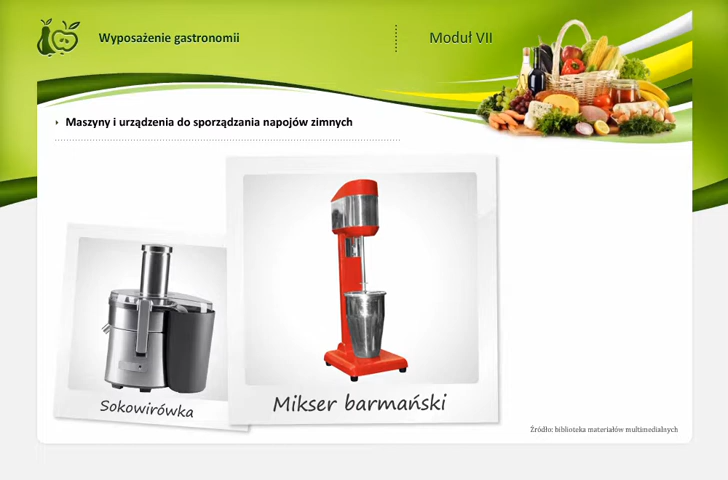 Wyposażenie gastronomii
Moduł VII
Maszyny i urządzenia do sporządzania napojów zimnych
Sokowirówka
Mikser barmański
Źródło: biblioteka materiałów multimedialnych